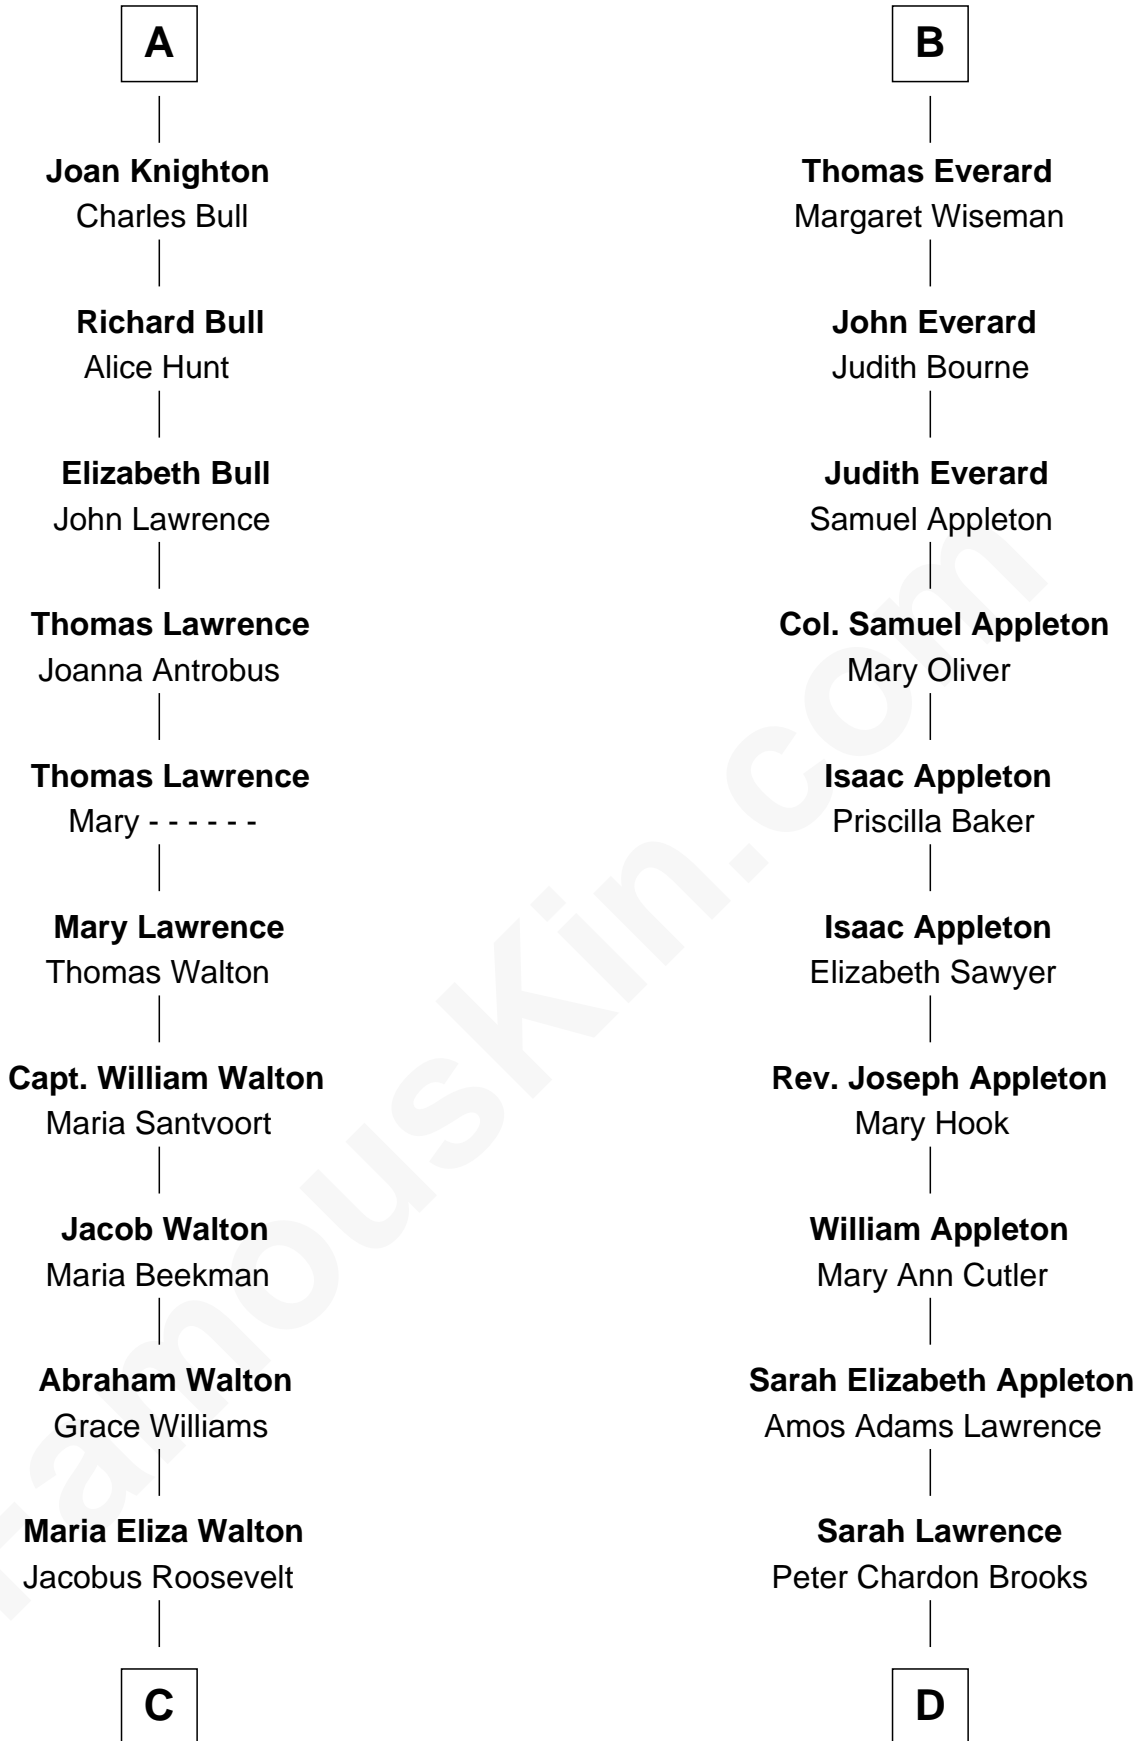 A
Joan Knighton
Charles Bull
Richard Bull
Alice Hunt
Elizabeth Bull
John Lawrence
Thomas Lawrence
Joanna Antrobus
Thomas Lawrence
Mary - - - - - -
Mary Lawrence
Thomas Walton
Capt. William Walton
Maria Santvoort
Jacob Walton
Maria Beekman
Abraham Walton
Grace Williams
Maria Eliza Walton
Jacobus Roosevelt
C
B
Thomas Everard
Margaret Wiseman
John Everard
Judith Bourne
Judith Everard
Samuel Appleton
Col. Samuel Appleton
Mary Oliver
Isaac Appleton
Priscilla Baker
Isaac Appleton
Elizabeth Sawyer
Rev. Joseph Appleton
Mary Hook
William Appleton
Mary Ann Cutler
Sarah Elizabeth Appleton
Amos Adams Lawrence
Sarah Lawrence
Peter Chardon Brooks
D
FamousKin.com